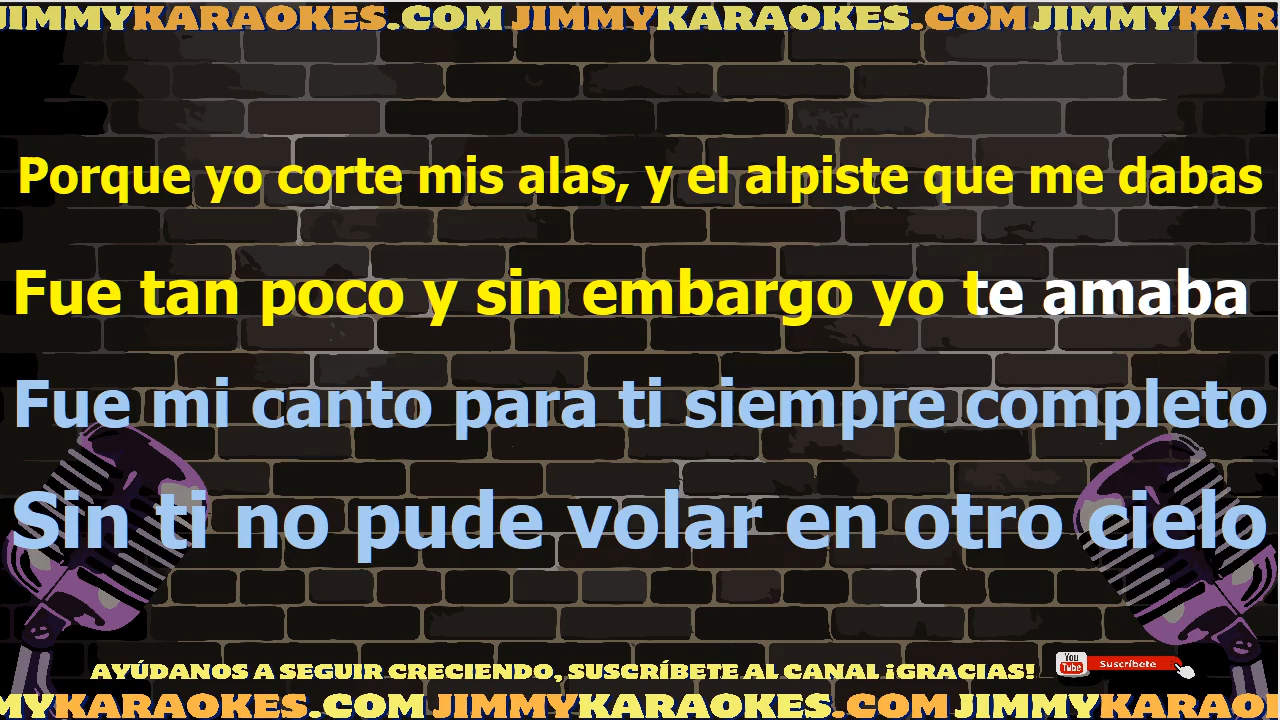 JIMMYKARAOKES.COM JIMMYKARAOKES.COM JIMMYKAR
Porque yo corte mis alas, y el alpiste que me dabas
Fue tan poco y sin embargo yo te amaba
Fue mi canto para ti siempre completo
Sin ti no pude volar en otro cielo
AYÚDANOS A SEGUIR CRECIENDO, SUSCRÍBETE AL CANAL ¡GRACIAS!
You Tube Suscríbete
MYKARAOKES.COM JIMMYKARAOKES.COM JIMMYKARAOK